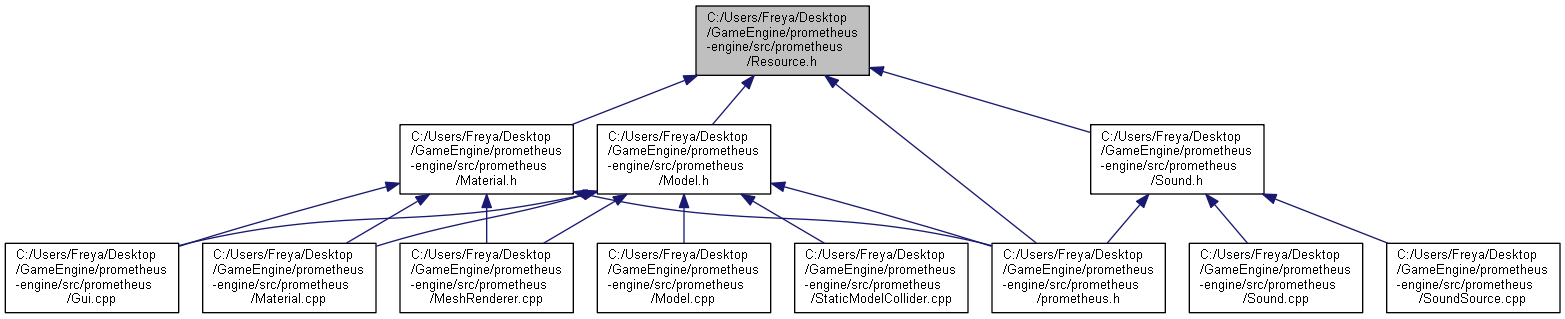 C:/Users/Freya/Desktop
/GameEngine/prometheus
-engine/src/prometheus
/Resource.h
C:/Users/Freya/Desktop
/GameEngine/prometheus
-engine/src/prometheus
/Material.h
C:/Users/Freya/Desktop
/GameEngine/prometheus
-engine/src/prometheus
/Model.h
C:/Users/Freya/Desktop
/GameEngine/prometheus
-engine/src/prometheus
/Sound.h
C:/Users/Freya/Desktop
/GameEngine/prometheus
-engine/src/prometheus
/Gui.cpp
C:/Users/Freya/Desktop
/GameEngine/prometheus
-engine/src/prometheus
/Material.cpp
C:/Users/Freya/Desktop
/GameEngine/prometheus
-engine/src/prometheus
/MeshRenderer.cpp
C:/Users/Freya/Desktop
/GameEngine/prometheus
-engine/src/prometheus
/Model.cpp
C:/Users/Freya/Desktop
/GameEngine/prometheus
-engine/src/prometheus
/StaticModelCollider.cpp
C:/Users/Freya/Desktop
/GameEngine/prometheus
-engine/src/prometheus
/prometheus.h
C:/Users/Freya/Desktop
/GameEngine/prometheus
-engine/src/prometheus
/Sound.cpp
C:/Users/Freya/Desktop
/GameEngine/prometheus
-engine/src/prometheus
/SoundSource.cpp